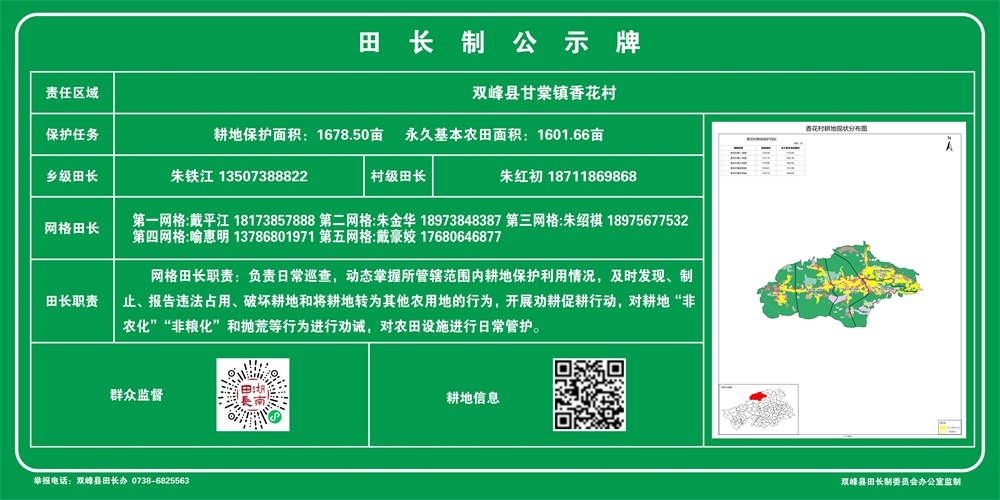 田长制公示牌
责任区域
双峰县甘棠镇香花村
保护任务
耕地保护面积：1678.50亩 永久基本农田面积：1601.66亩
乡级田长
朱铁江 13507388822
村级田长
朱红初 18711869868
网格田长
第一网格:戴平江 18173857888 第二网格:朱金华 18973848387 第三网格:朱绍祺 18975677532
第四网格:喻惠明 13786801971 第五网格:戴豪姣 17680646877
田长职责
网格田长职责：负责日常巡查，动态掌握所管辖范围内耕地保护利用情况，及时发现、制
止、报告违法占用、破坏耕地和将耕地转为其他农用地的行为，开展劝耕促耕行动，对耕地“非
农化”“非粮化”和抛荒等行为进行劝诫，对农田设施进行日常管护。
群众监督
湖南田长
耕地信息
香花村耕地现状分布图
N
举报电话：双峰县田长办 0738-6825563
双峰县田长制委员会办公室监制